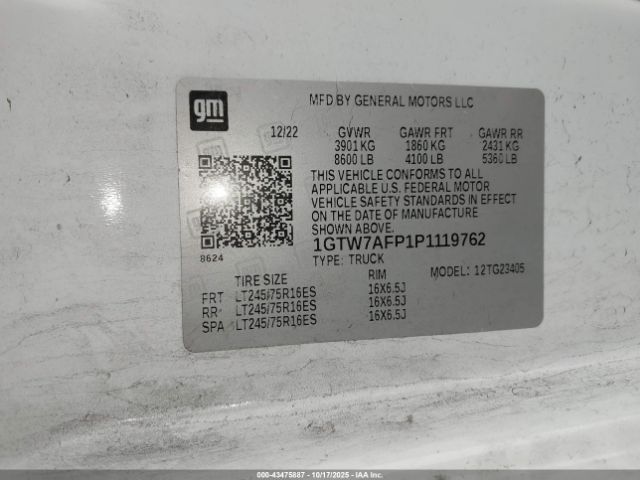 gm
MFD BY GENERAL MOTORS LLC
12/22 GVWR GAWR FRT GAWR RR
3901 KG 1860 KG 2431 KG
8600 LB 4100 LB 5360 LB
THIS VEHICLE CONFORMS TO ALL
APPLICABLE U.S. FEDERAL MOTOR
VEHICLE SAFETY STANDARDS IN EFFECT
ON THE DATE OF MANUFACTURE
SHOWN ABOVE.
1GTW7AFP1P1119762
8624
TYPE: TRUCK MODEL: 12TG23405
TIRE SIZE RIM
FRT LT245/75R16ES 16X6.5J
RR LT245/75R16ES 16X6.5J
SPA LT245/75R16ES 16X6.5J
000-43475887 - 10/17/2025 - IAA, Inc.